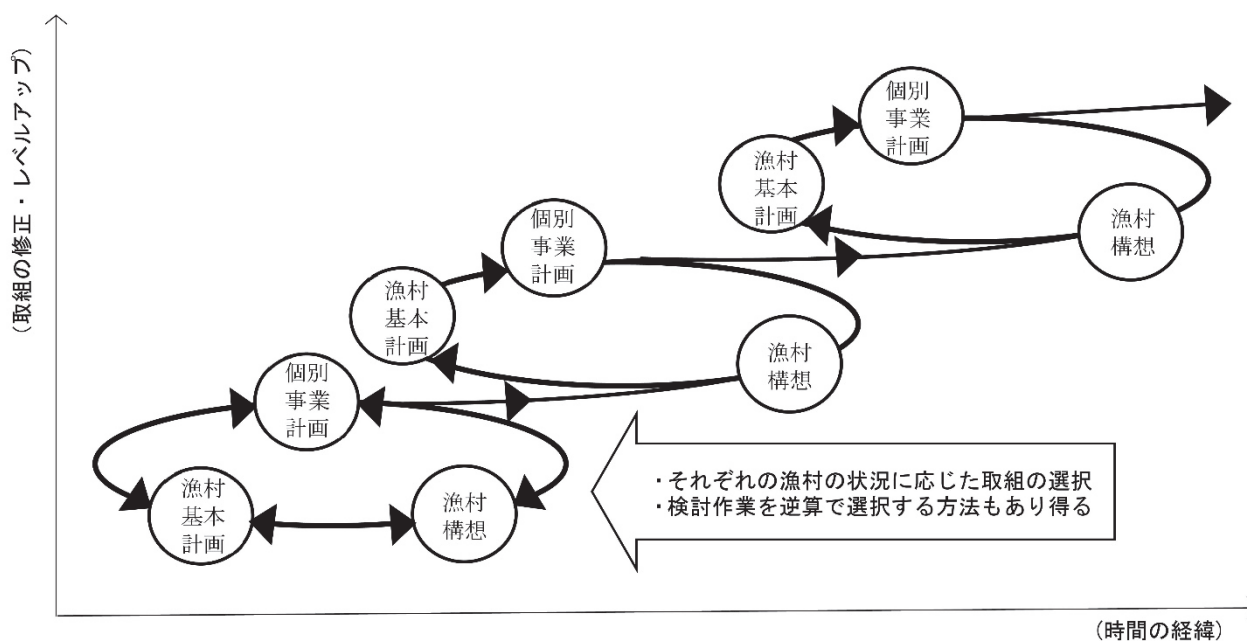 (取組の修正・レベルアップ)
個別
事業
計画
漁村
基本
計画
漁村
構想
個別
事業
計画
漁村
基本
計画
漁村
構想
個別
事業
計画
漁村
基本
計画
漁村
構想
・それぞれの漁村の状況に応じた取組の選択
・検討作業を逆算で選択する方法もあり得る
(時間の経緯)